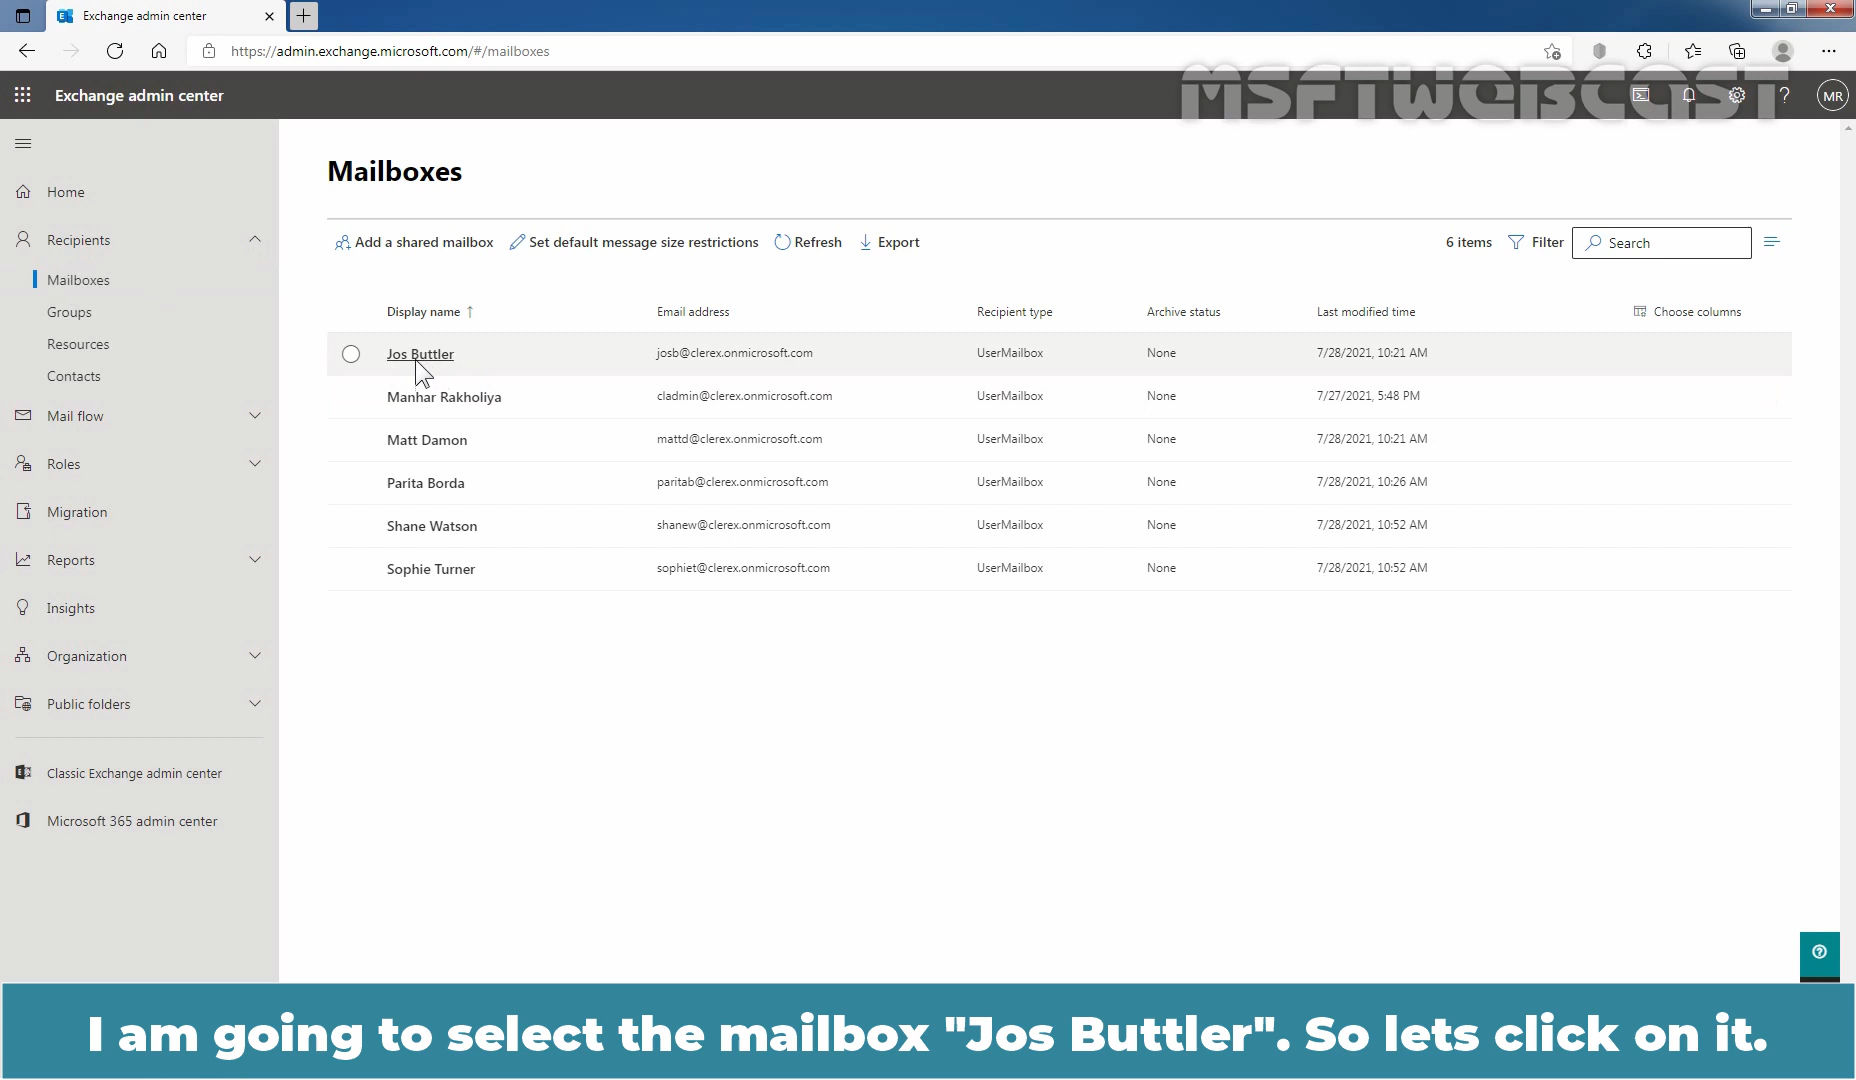 Exchange admin center
https://admin.exchange.microsoft.com/#/mailboxes
MSFTWEBCAST
Exchange admin center
MR
Mailboxes
Home
Recipients
Mailboxes
Groups
Resources
Contacts
Mail flow
Roles
Migration
Reports
Insights
Organization
Public folders
Classic Exchange admin center
Microsoft 365 admin center
Add a shared mailbox Set default message size restrictions Refresh Export 6 items Filter Search
Display name ↑ Email address Recipient type Archive status Last modified time Choose columns
Jos Buttler josb@clerex.onmicrosoft.com UserMailbox None 7/28/2021, 10:21 AM
Manhar Rakholiya cladmin@clerex.onmicrosoft.com UserMailbox None 7/27/2021, 5:48 PM
Matt Damon mattd@clerex.onmicrosoft.com UserMailbox None 7/28/2021, 10:21 AM
Parita Borda paritab@clerex.onmicrosoft.com UserMailbox None 7/28/2021, 10:26 AM
Shane Watson shanew@clerex.onmicrosoft.com UserMailbox None 7/28/2021, 10:52 AM
Sophie Turner sophiet@clerex.onmicrosoft.com UserMailbox None 7/28/2021, 10:52 AM
I am going to select the mailbox "Jos Buttler". So lets click on it.